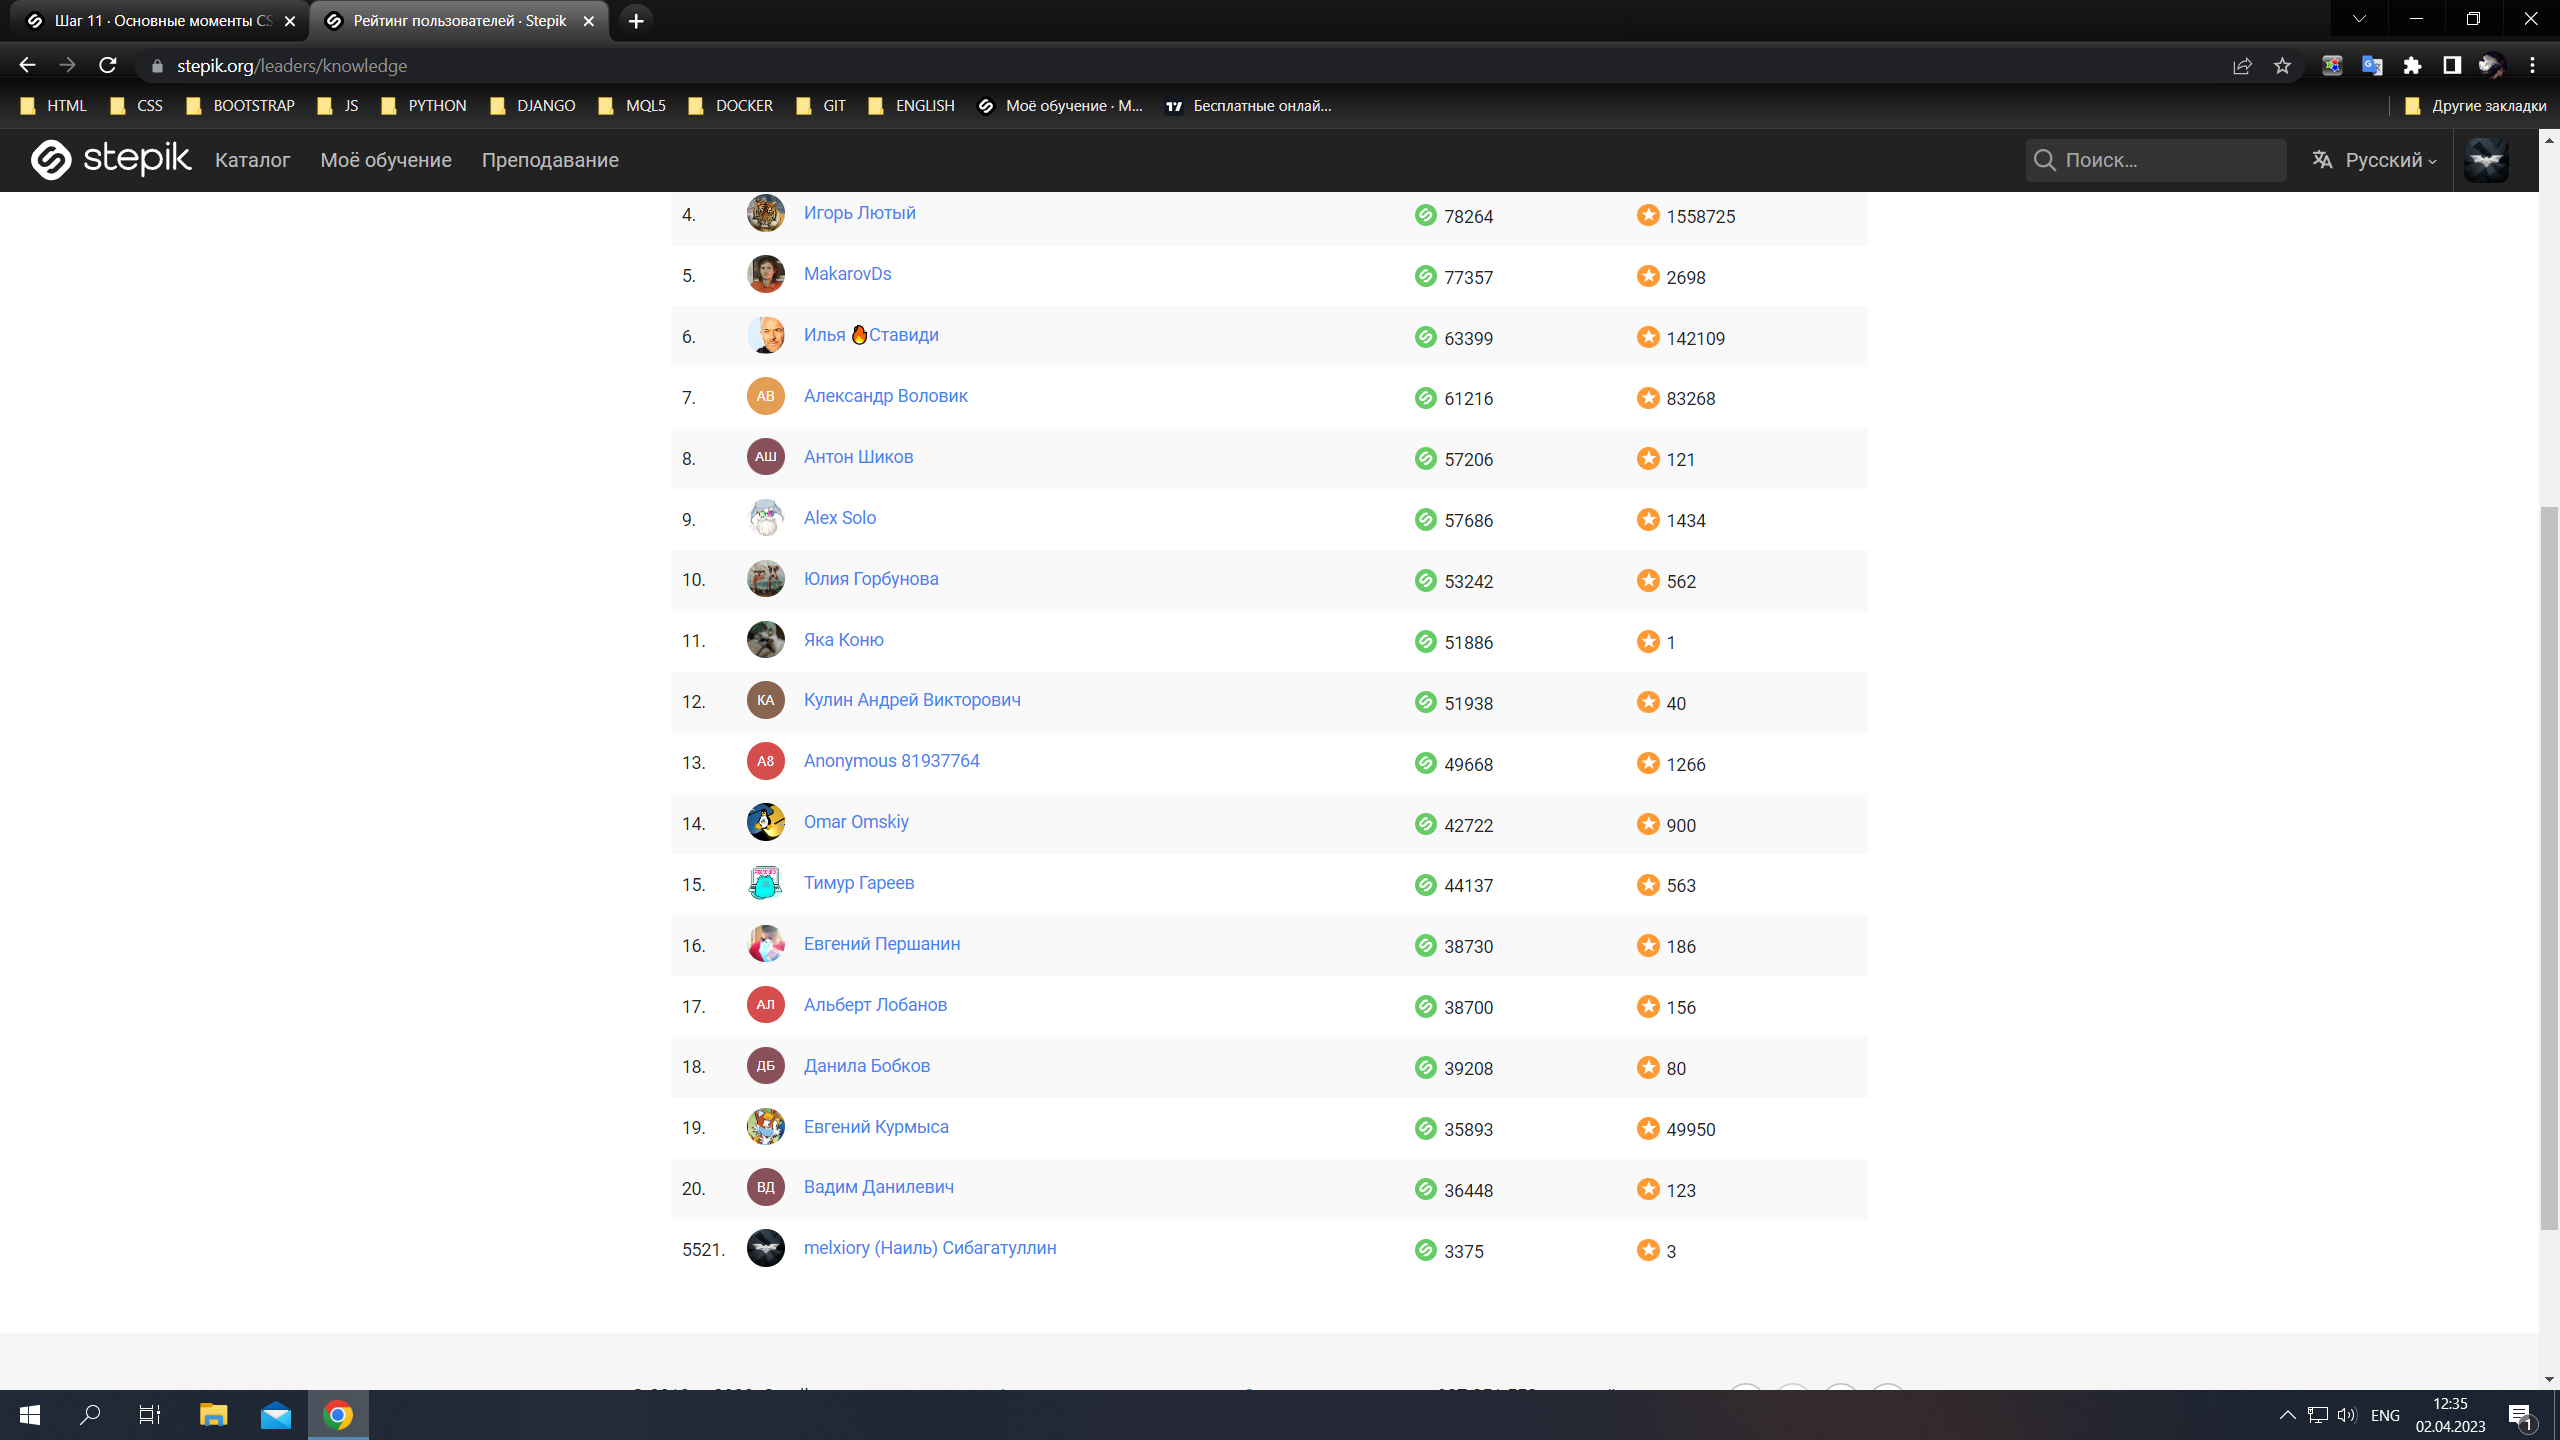 Шаг 11 · Основные моменты CS
Рейтинг пользователей · Stepik
stepik.org/leaders/knowledge
HTML CSS BOOTSTRAP JS PYTHON DJANGO MQL5 DOCKER GIT ENGLISH Моё обучение · M... Бесплатные онлай... Другие закладки
stepik Каталог Моё обучение Преподавание Поиск... Русский
4. Игорь Лютый 78264 1558725
5. MakarovDs 77357 2698
6. Илья 🔥Ставиди 63399 142109
7. АВ Александр Воловик 61216 83268
8. АШ Антон Шиков 57206 121
9. Alex Solo 57686 1434
10. Юлия Горбунова 53242 562
11. Яка Коню 51886 1
12. КА Кулин Андрей Викторович 51938 40
13. A8 Anonymous 81937764 49668 1266
14. Omar Omskiy 42722 900
15. Тимур Гареев 44137 563
16. Евгений Першанин 38730 186
17. АЛ Альберт Лобанов 38700 156
18. ДБ Данила Бобков 39208 80
19. Евгений Курмыса 35893 49950
20. ВД Вадим Данилевич 36448 123
5521. melxiory (Наиль) Сибагатуллин 3375 3
ENG
12:35
02.04.2023
1